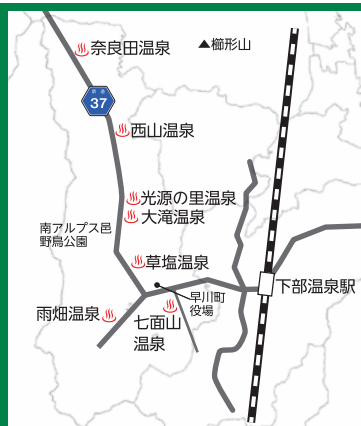 奈良田温泉
▲櫛形山
県道
37
西山温泉
光源の里温泉
大滝温泉
南アルプス邑
野鳥公園
草塩温泉
下部温泉駅
早川町
役場
雨畑温泉
七面山
温泉